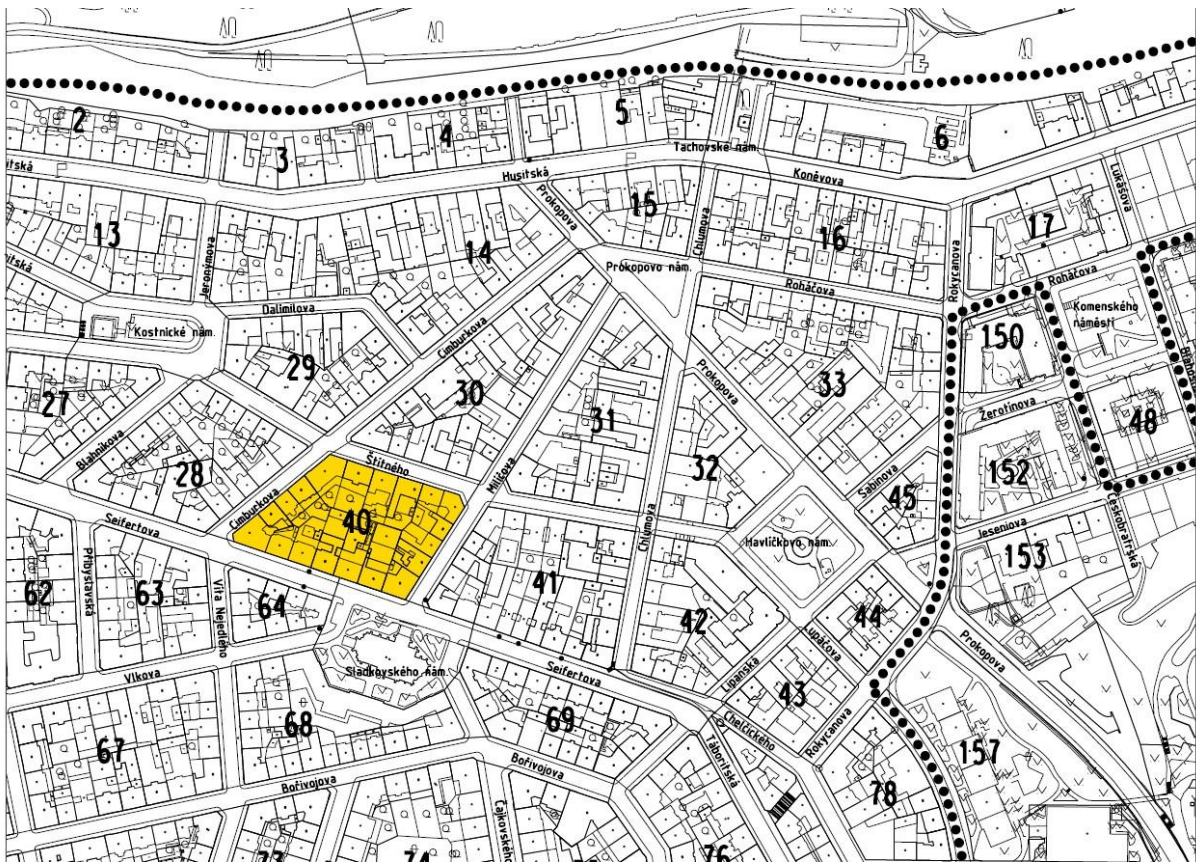 2
3
4
5
6
Tachovské nám.
Husitská
Koněvova
Prokopova
15
13
14
Chlumova
16
Rokycanova
17
Lukášova
Jeronýmova
Prokopovo nám.
Roháčova
Roháčova
Komenského
náměstí
Dalimilova
Kostnické nám.
Cimburkova
29
30
31
Prokopova
33
150
Žerotínova
48
27
Blahníkova
28
Štítného
Milíčova
32
Sabinova
45
152
Cimburkova
40
Seifertova
Chlumova
Havlíčkovo nám.
Jeseniova
Českobratrská
153
62
Přibyslavská
63
Víta Nejedlého
64
41
42
44
Lupáčova
Prokopova
Sladkovského nám.
Seifertova
Lipanská
43
Vlkova
68
69
Chelčického
Rokycanova
67
Bořivojova
Bořivojova
Táboritská
78
157
Čajkovského
76